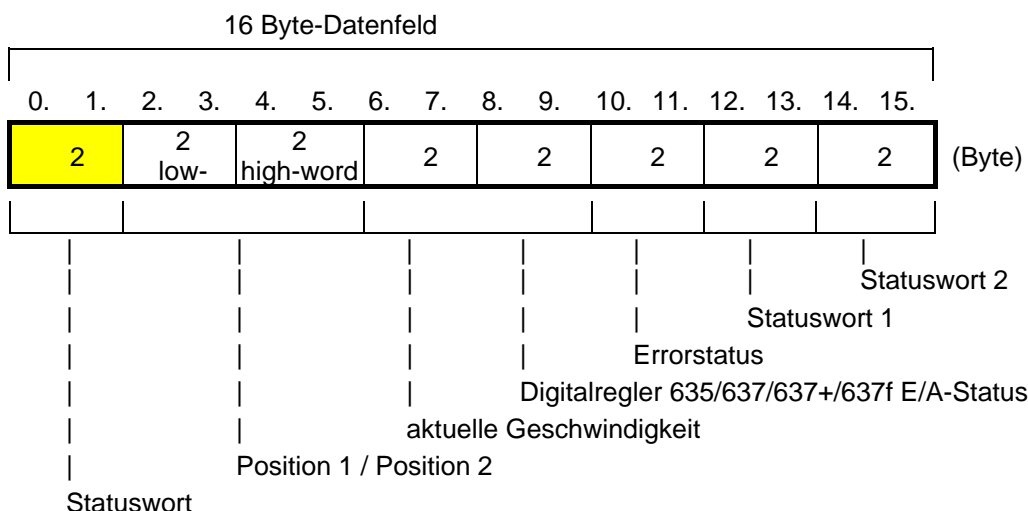 16 Byte-Datenfeld
0. 1. 2. 3. 4. 5. 6. 7. 8. 9. 10. 11. 12. 13. 14. 15.
2 2 2 2 2 2 2 2 (Byte)
low- high-word
Statuswort 2
Statuswort 1
Errorstatus
Digitalregler 635/637/637+/637f E/A-Status
aktuelle Geschwindigkeit
Position 1 / Position 2
Statuswort